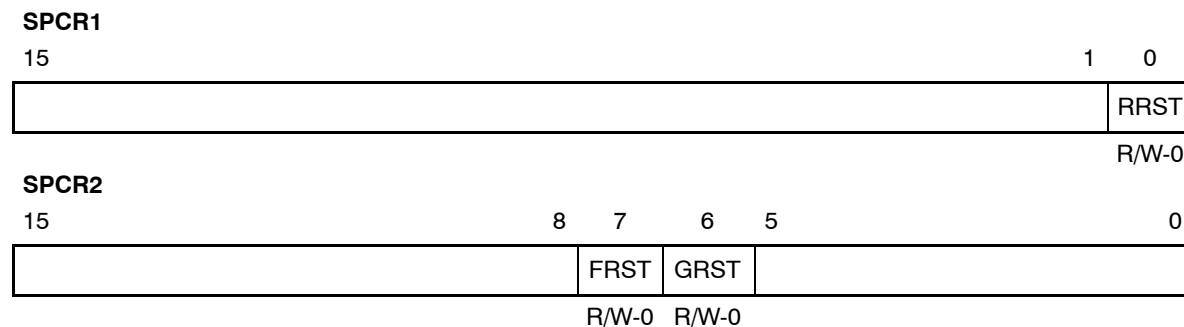 SPCR1
15 1 0
RRST
R/W-0
SPCR2
15 8 7 6 5 0
FRST GRST
R/W-0 R/W-0